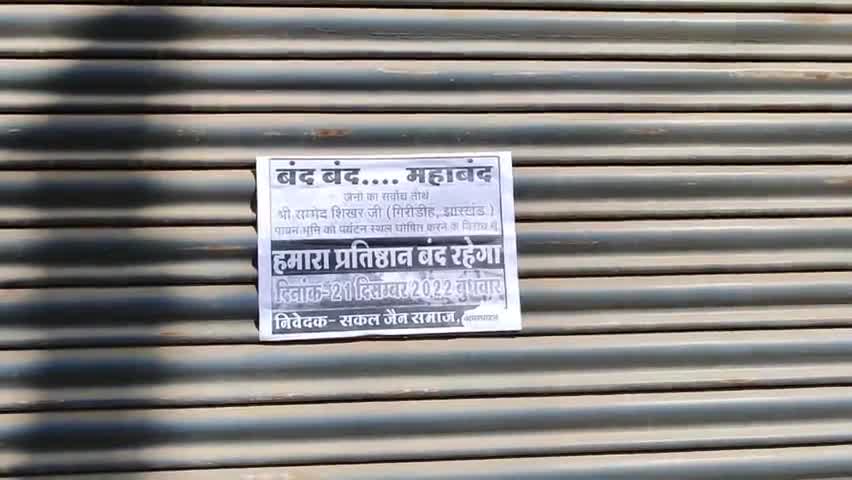 बंद बंद.... महाबंद
जैनो का सर्वोच्च तीर्थ
श्री सम्मेद शिखर जी (गिरीडीह, झारखंड )
पावन भूमि को पर्यटन स्थल घोषित करने के विरोध में
हमारा प्रतिष्ठान बंद रहेगा
दिनांक-21 दिसम्बर 2022 बुधवार
निवेदक- सकल जैन समाज,